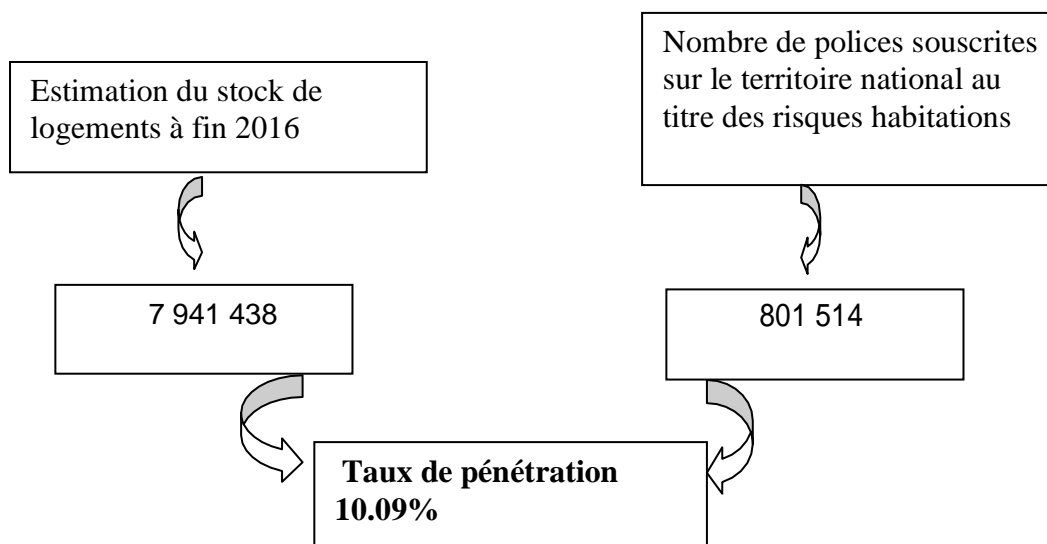 Estimation du stock de
logements à fin 2016
Nombre de polices souscrites
sur le territoire national au
titre des risques habitations
7 941 438
801 514
Taux de pénétration
10.09%